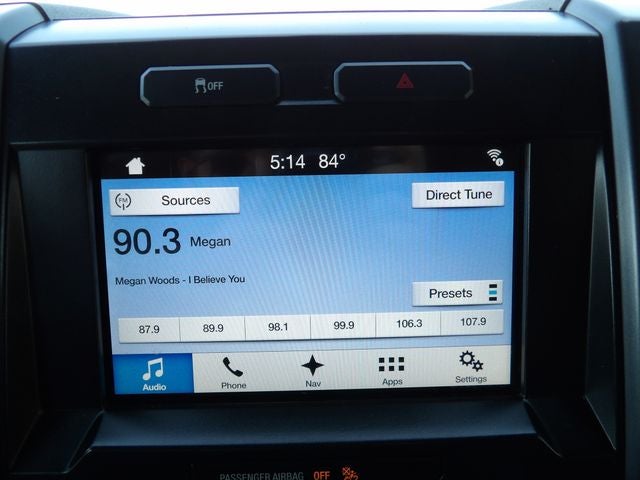 OFF
5:14 84°
FM Sources Direct Tune
90.3 Megan
Megan Woods - I Believe You
Presets
87.9 89.9 98.1 99.9 106.3 107.9
Audio Phone Nav Apps Settings
PASSENGER AIRBAG OFF